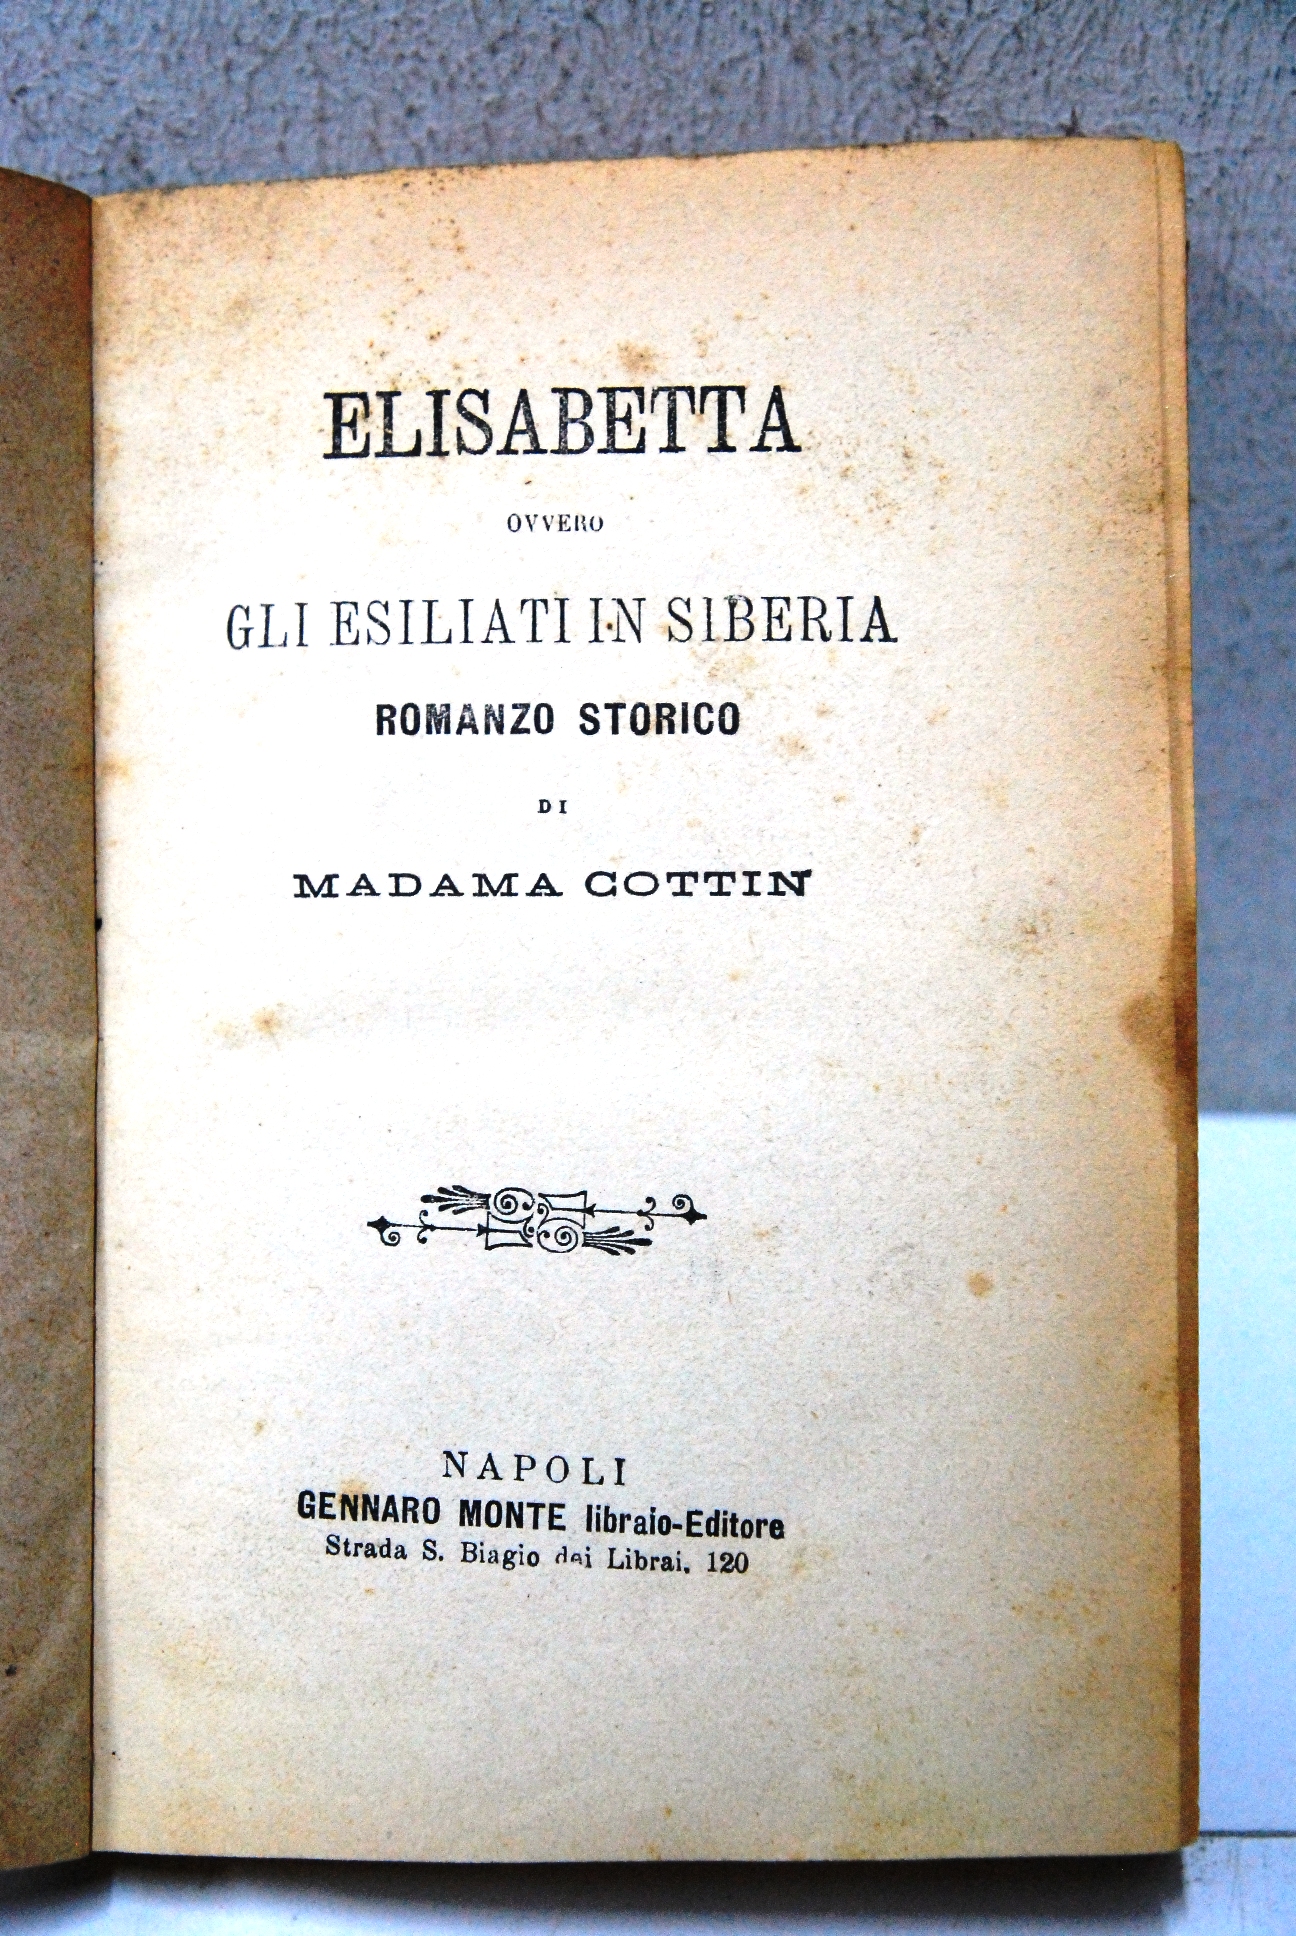 ELISABETTA
OVVERO
GLI ESILIATI IN SIBERIA
ROMANZO STORICO
DI
MADAMA COTTIN
NAPOLI
GENNARO MONTE libraio-Editore
Strada S. Biagio dei Librai, 120